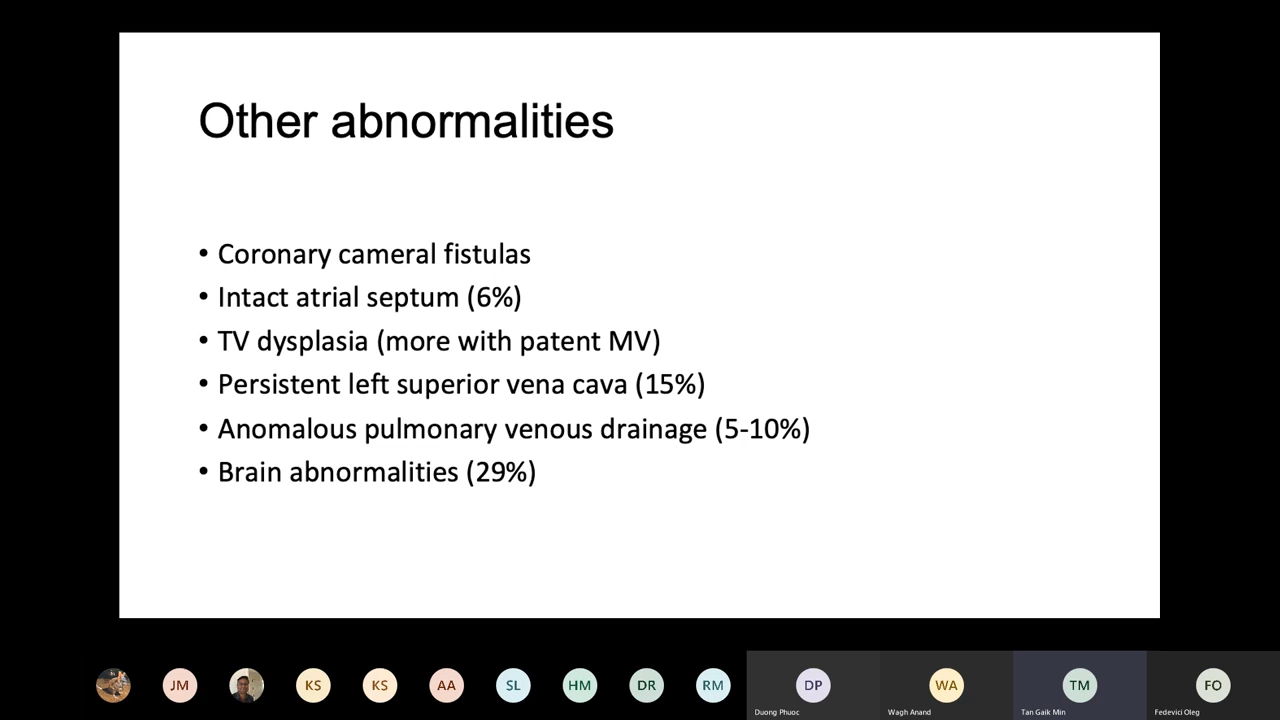 Other abnormalities
• Coronary cameral fistulas
• Intact atrial septum (6%)
• TV dysplasia (more with patent MV)
• Persistent left superior vena cava (15%)
• Anomalous pulmonary venous drainage (5-10%)
• Brain abnormalities (29%)
JM KS KS AA SL HM DR RM DP WA TM FO
Duong Phuoc Wagh Anand Tan Gaik Min Fedevici Oleg